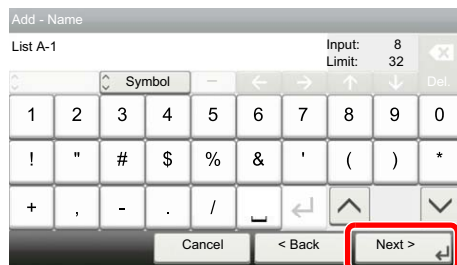 Add - Name
List A-1 Input: 8
Limit: 32
Symbol - Del.
1 2 3 4 5 6 7 8 9 0
! " # $ % & ' ( ) *
+ , - . /
Cancel < Back Next >